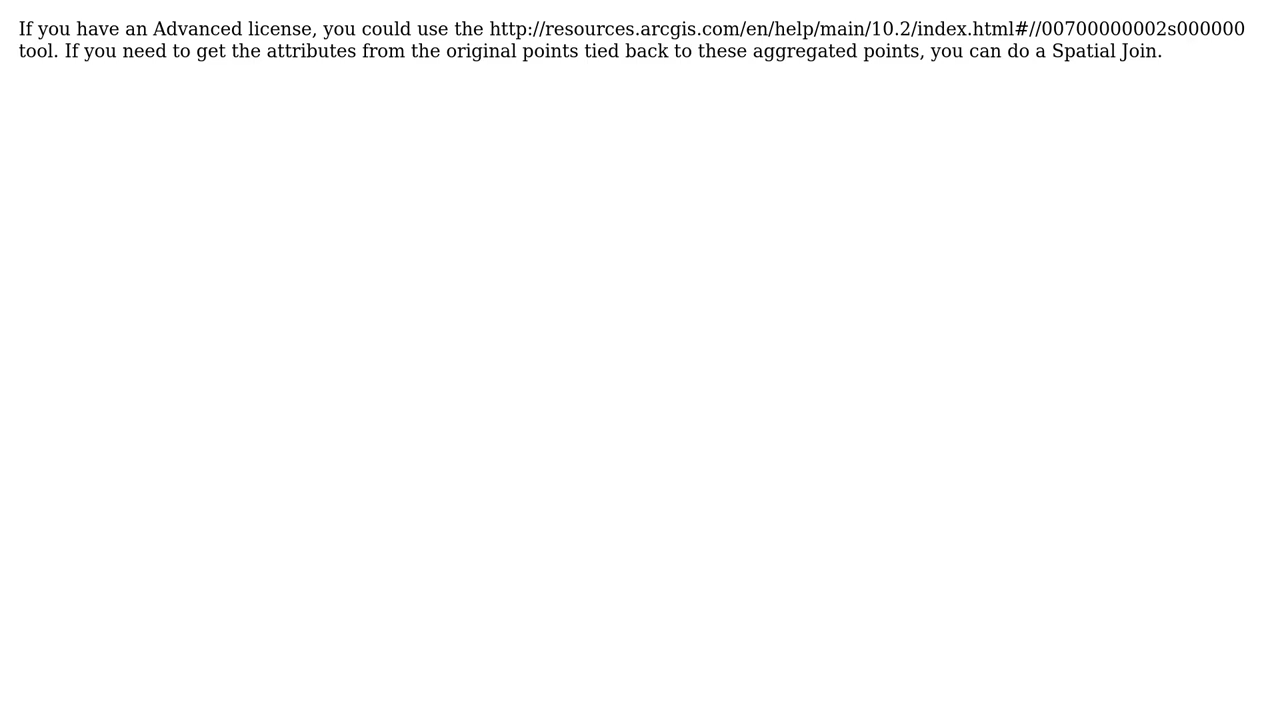 If you have an Advanced license, you could use the http://resources.arcgis.com/en/help/main/10.2/index.html#//00700000002s000000
tool. If you need to get the attributes from the original points tied back to these aggregated points, you can do a Spatial Join.